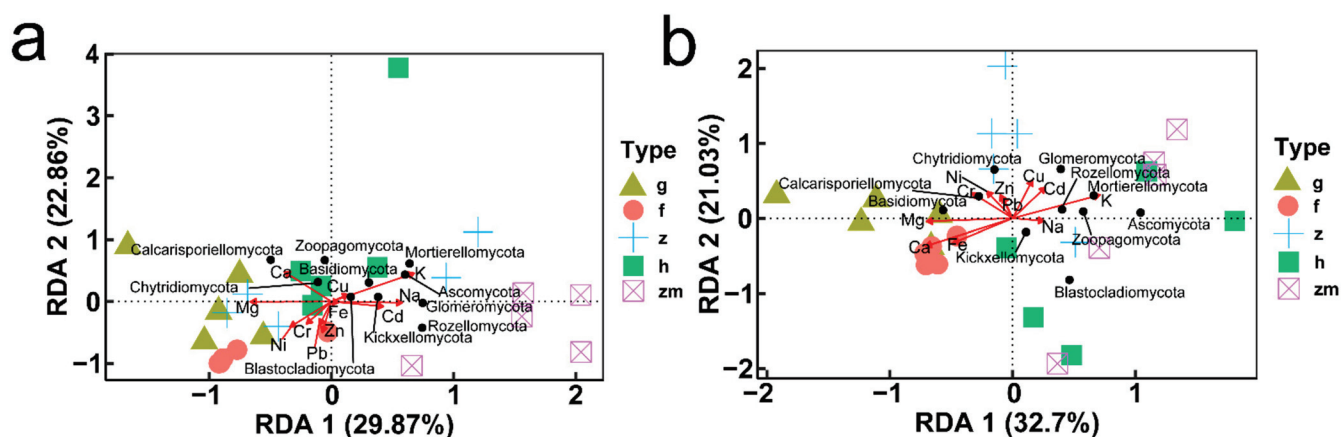 a
4
3
2
1
0
−1
−1
0
1
2
RDA 2 (22.86%)
RDA 1 (29.87%)
Calcarisporiellomycota
Zoopagomycota
Mortierellomycota
Ca
Basidiomycota
K
Chytridiomycota
Cu
Ascomycota
Mg
Na
Fe
Glomeromycota
Cd
Cr
Zn
Rozellomycota
Ni
Kickxellomycota
Pb
Blastocladiomycota
Type
g
f
z
h
zm
b
2
1
0
−1
−2
−2
−1
0
1
RDA 2 (21.03%)
RDA 1 (32.7%)
Chytridiomycota
Glomeromycota
Ni
Cu
Rozellomycota
Calcarisporiellomycota
Cr
Zn
Cd
Mortierellomycota
Basidiomycota
Pb
K
Mg
Na
Ascomycota
Ca
Fe
Zoopagomycota
Kickxellomycota
Blastocladiomycota
Type
g
f
z
h
zm